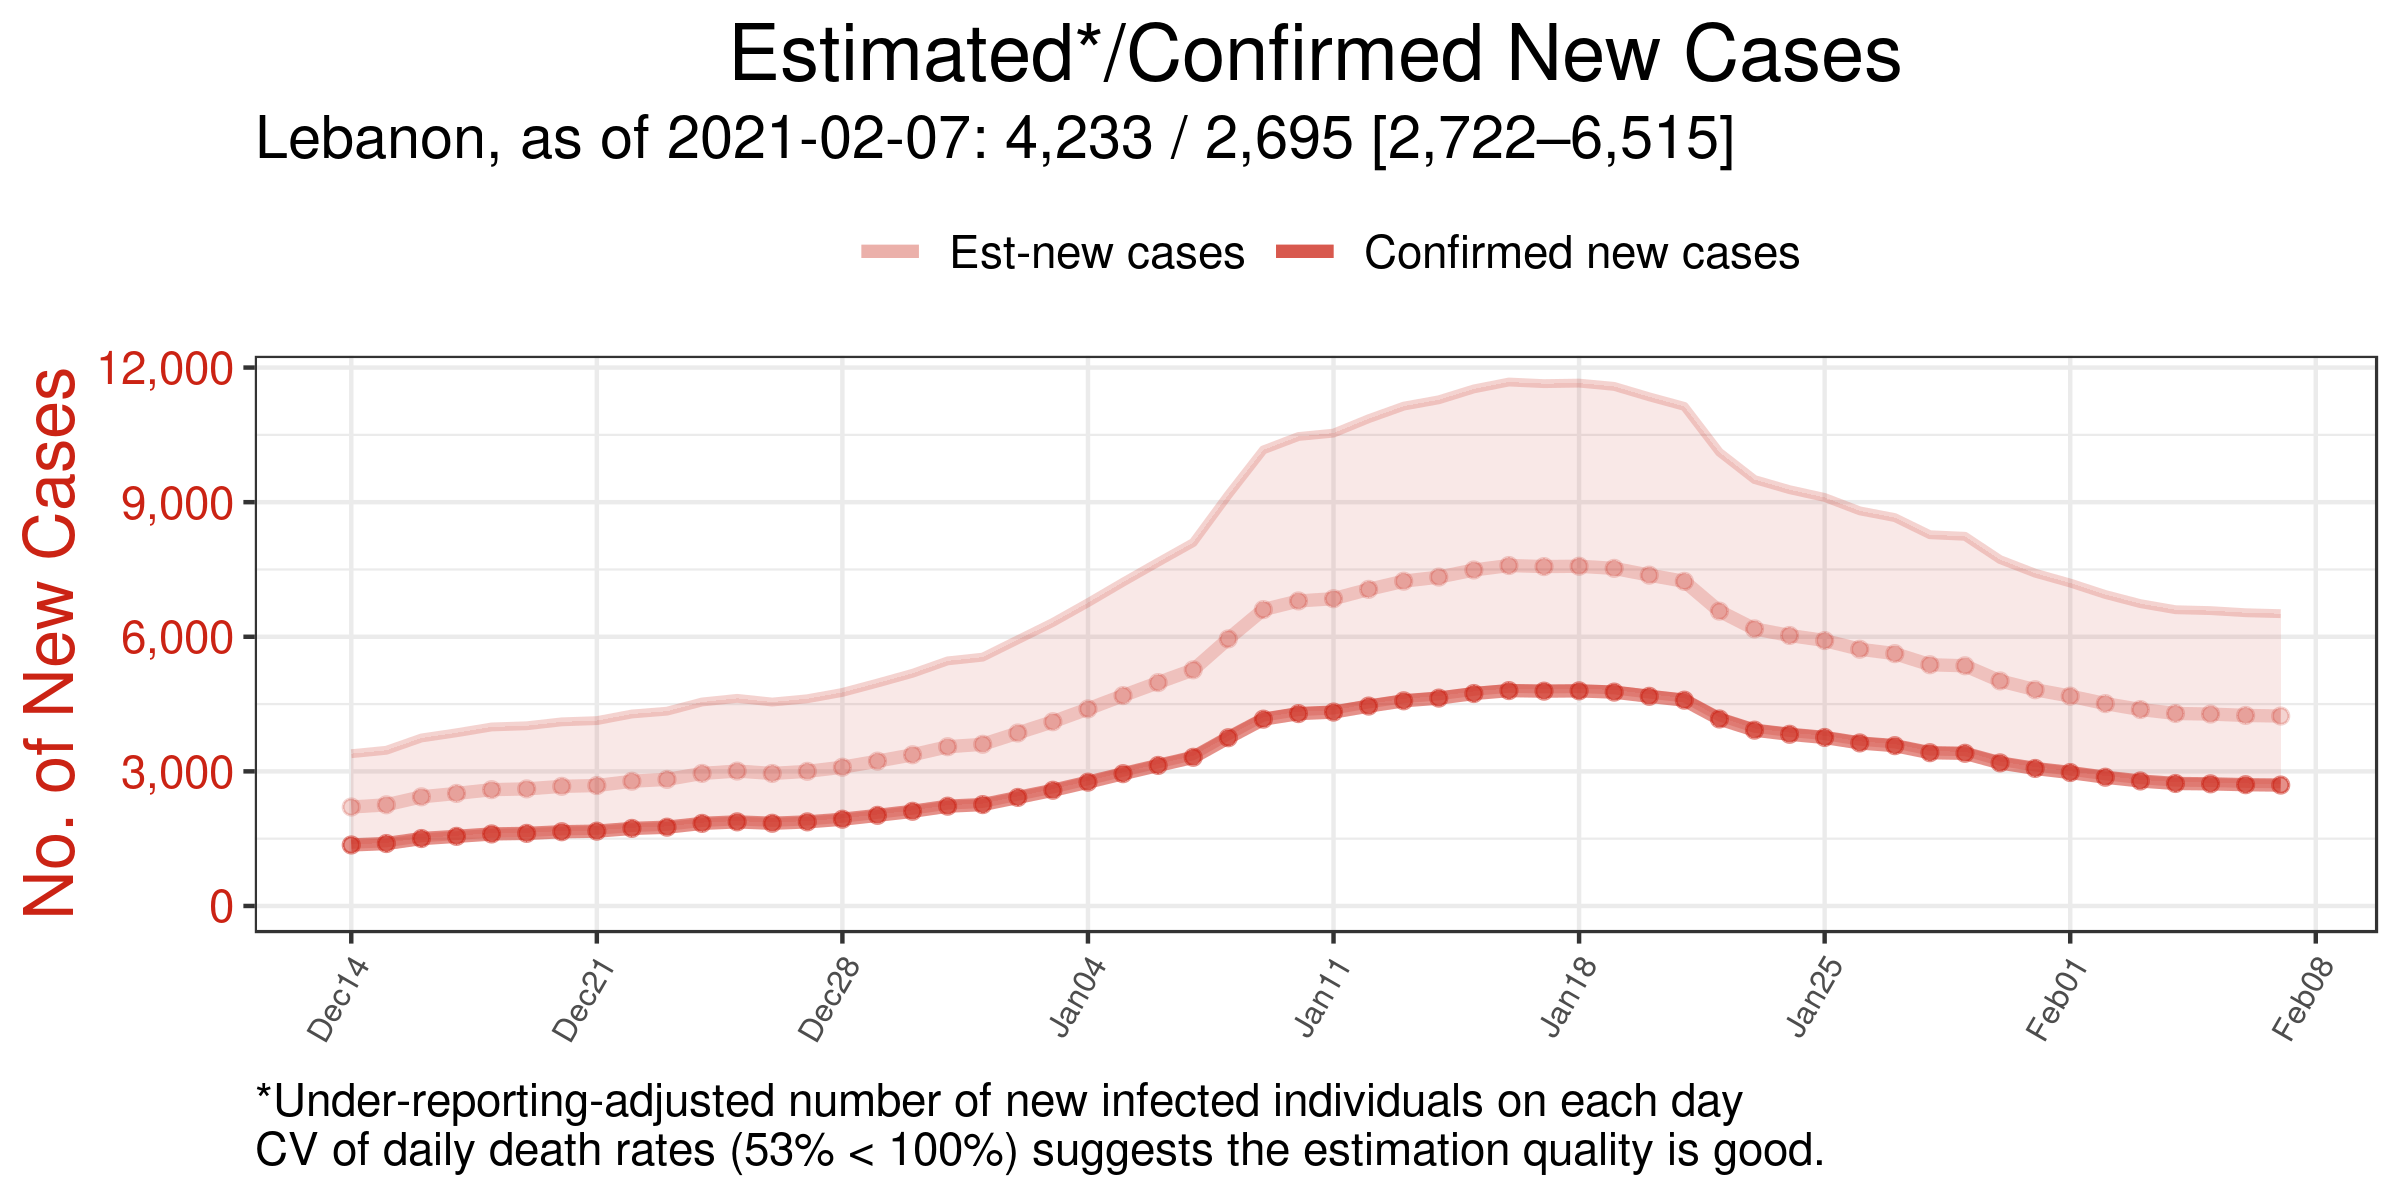 Estimated*/Confirmed New Cases
Lebanon, as of 2021-02-07: 4,233 / 2,695 [2,722–6,515]
Est-new cases
Confirmed new cases
No. of New Cases
12,000
9,000
6,000
3,000
0
Dec14
Dec21
Dec28
Jan04
Jan11
Jan18
Jan25
Feb01
Feb08
*Under-reporting-adjusted number of new infected individuals on each day
CV of daily death rates (53% < 100%) suggests the estimation quality is good.